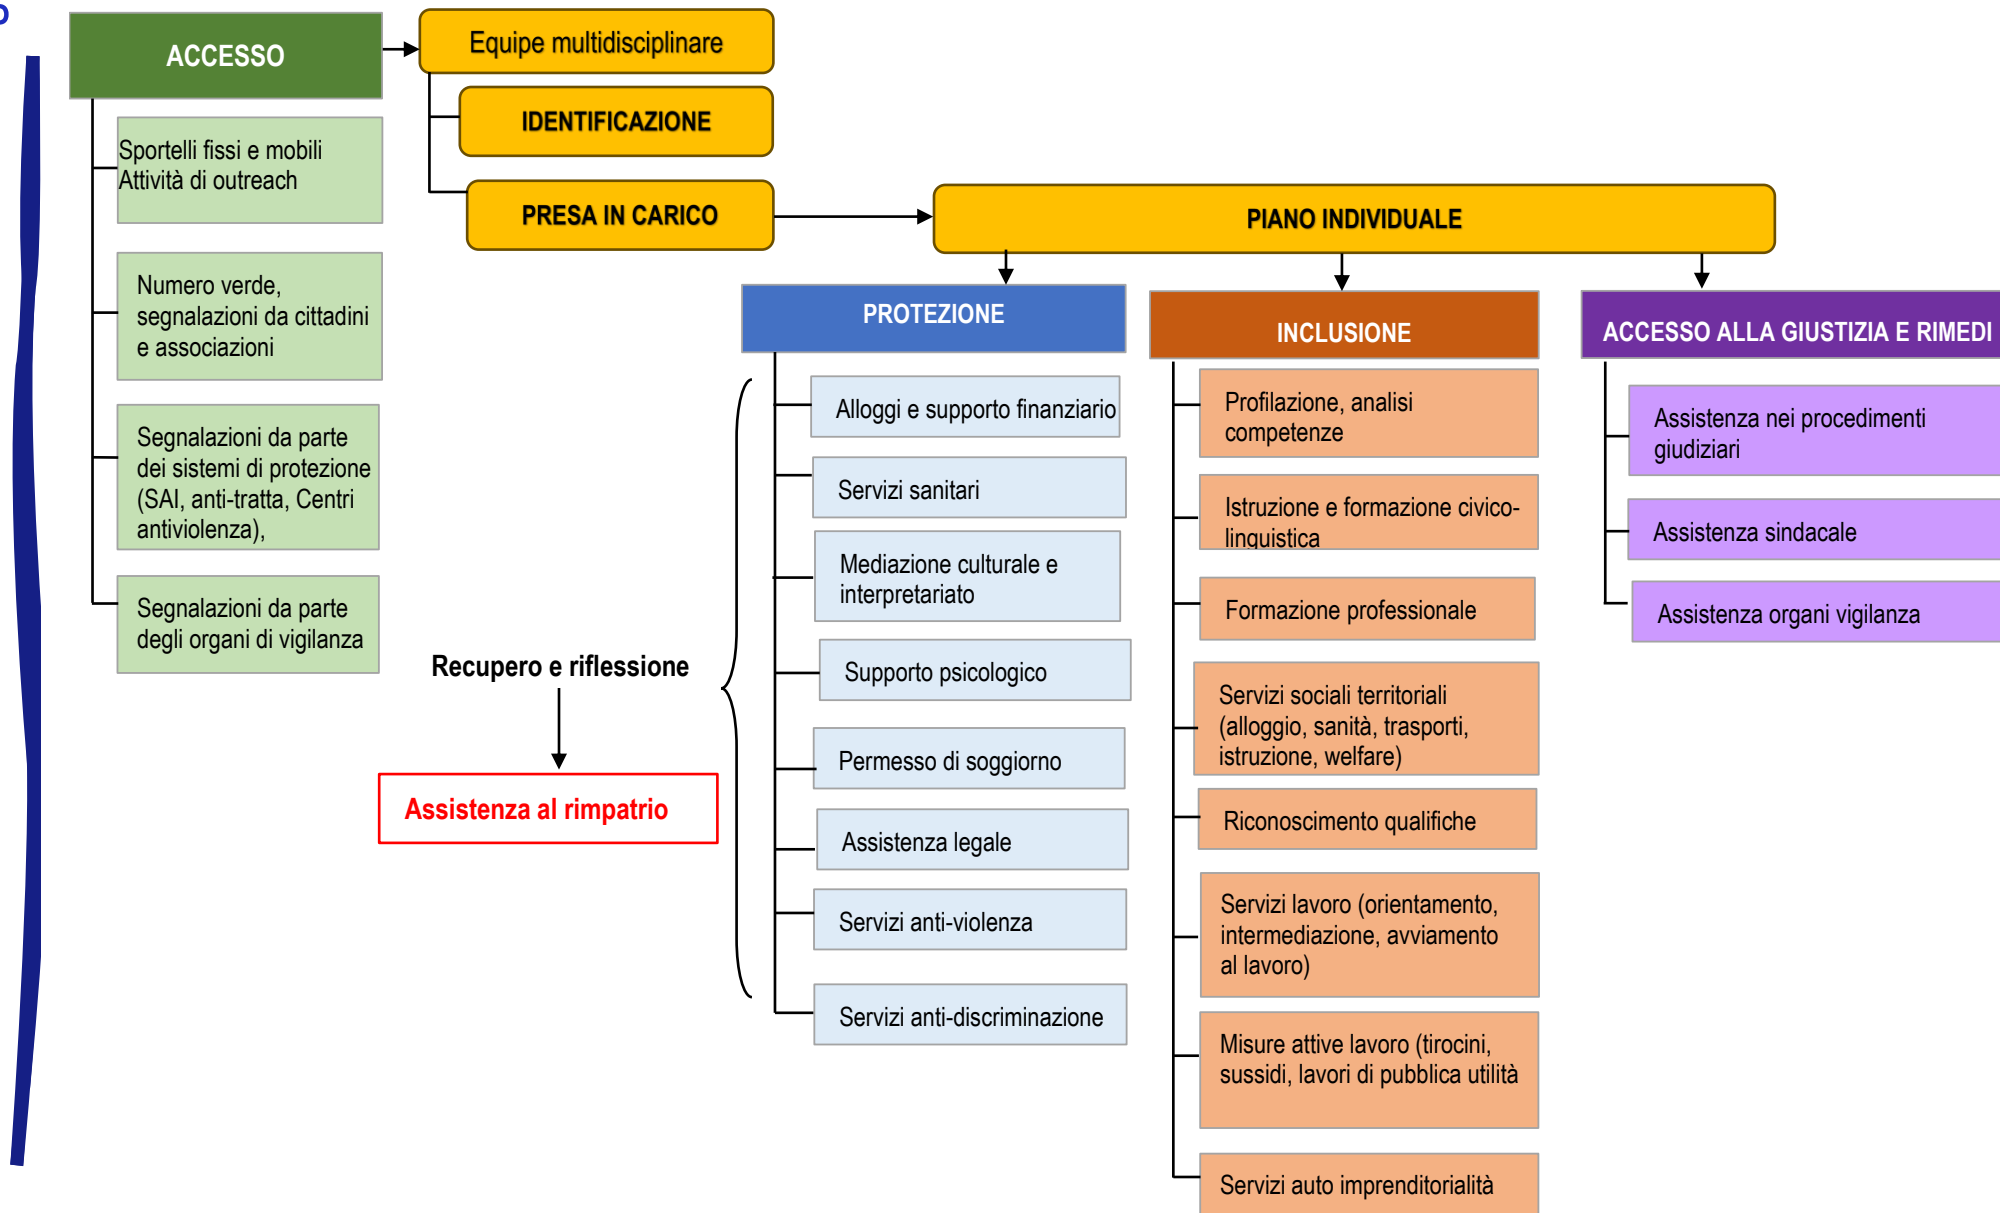 ACCESSO
Equipe multidisciplinare
IDENTIFICAZIONE
PRESA IN CARICO
PIANO INDIVIDUALE
Sportelli fissi e mobili
Attività di outreach
Numero verde,
segnalazioni da cittadini
e associazioni
Segnalazioni da parte
dei sistemi di protezione
(SAI, anti-tratta, Centri
antiviolenza),
Segnalazioni da parte
degli organi di vigilanza
Recupero e riflessione
Assistenza al rimpatrio
PROTEZIONE
Alloggi e supporto finanziario
Servizi sanitari
Mediazione culturale e
interpretariato
Supporto psicologico
Permesso di soggiorno
Assistenza legale
Servizi anti-violenza
Servizi anti-discriminazione
INCLUSIONE
Profilazione, analisi
competenze
Istruzione e formazione civico-
linguistica
Formazione professionale
Servizi sociali territoriali
(alloggio, sanità, trasporti,
istruzione, welfare)
Riconoscimento qualifiche
Servizi lavoro (orientamento,
intermediazione, avviamento
al lavoro)
Misure attive lavoro (tirocini,
sussidi, lavori di pubblica utilità
Servizi auto imprenditorialità
ACCESSO ALLA GIUSTIZIA E RIMEDI
Assistenza nei procedimenti
giudiziari
Assistenza sindacale
Assistenza organi vigilanza